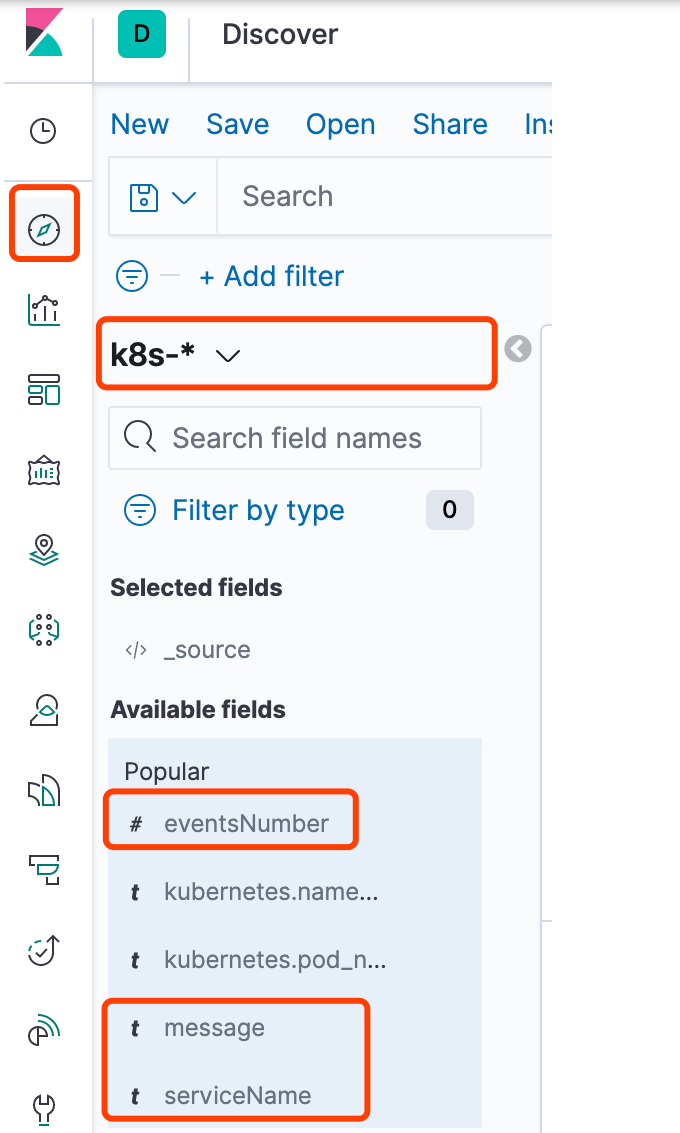 D Discover
New Save Open Share Ins
Search
+ Add filter
k8s-*
Search field names
Filter by type 0
Selected fields
</> _source
Available fields
Popular
# eventsNumber
t kubernetes.name...
t kubernetes.pod_n...
t message
t serviceName